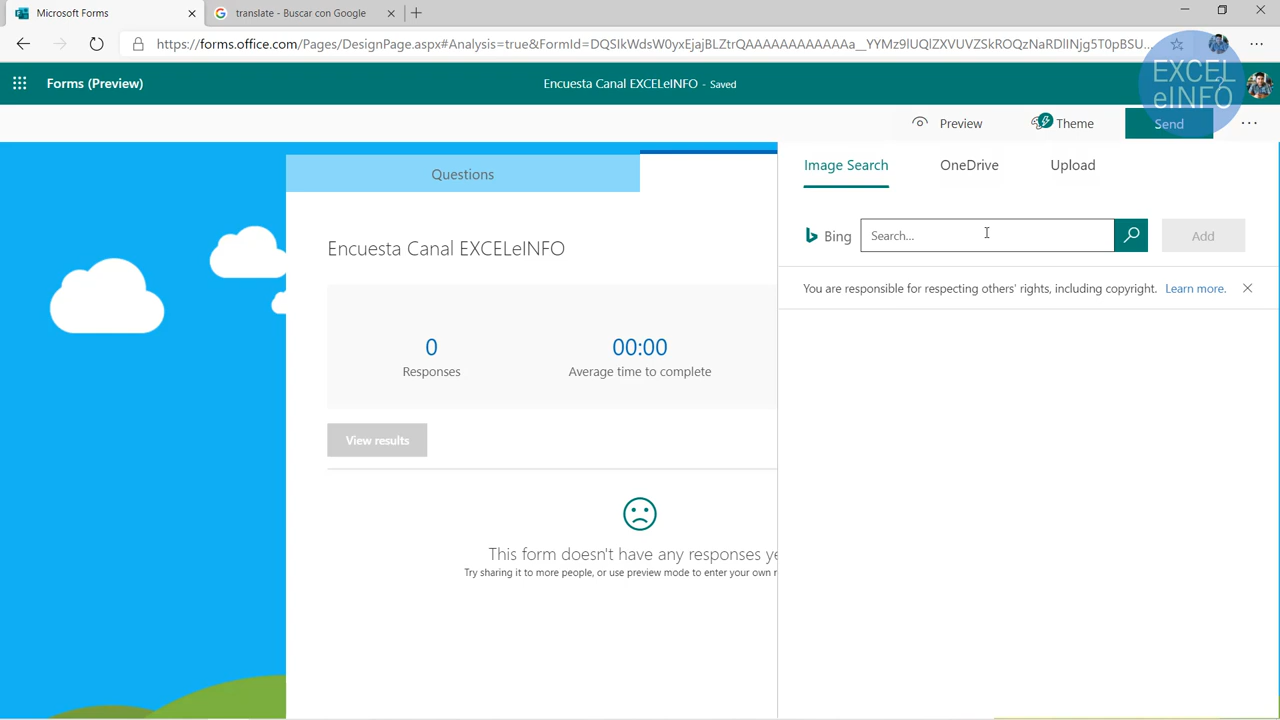 Microsoft Forms
translate - Buscar con Google
https://forms.office.com/Pages/DesignPage.aspx#Analysis=true&FormId=DQSIkWdsW0yxEjajBLZtrQAAAAAAAAAAAAa__YYMz9lUQlZXVUVZSkROQzNaRDlINjg5T0pBSU...
Forms (Preview)
Encuesta Canal EXCELeINFO - Saved
EXCEL
eINFO
Preview
Theme
Send
Questions
Image Search
OneDrive
Upload
Bing
Search...
Add
Encuesta Canal EXCELeINFO
You are responsible for respecting others' rights, including copyright. Learn more.
0
00:00
Responses
Average time to complete
View results
This form doesn't have any responses ye
Try sharing it to more people, or use preview mode to enter your own r